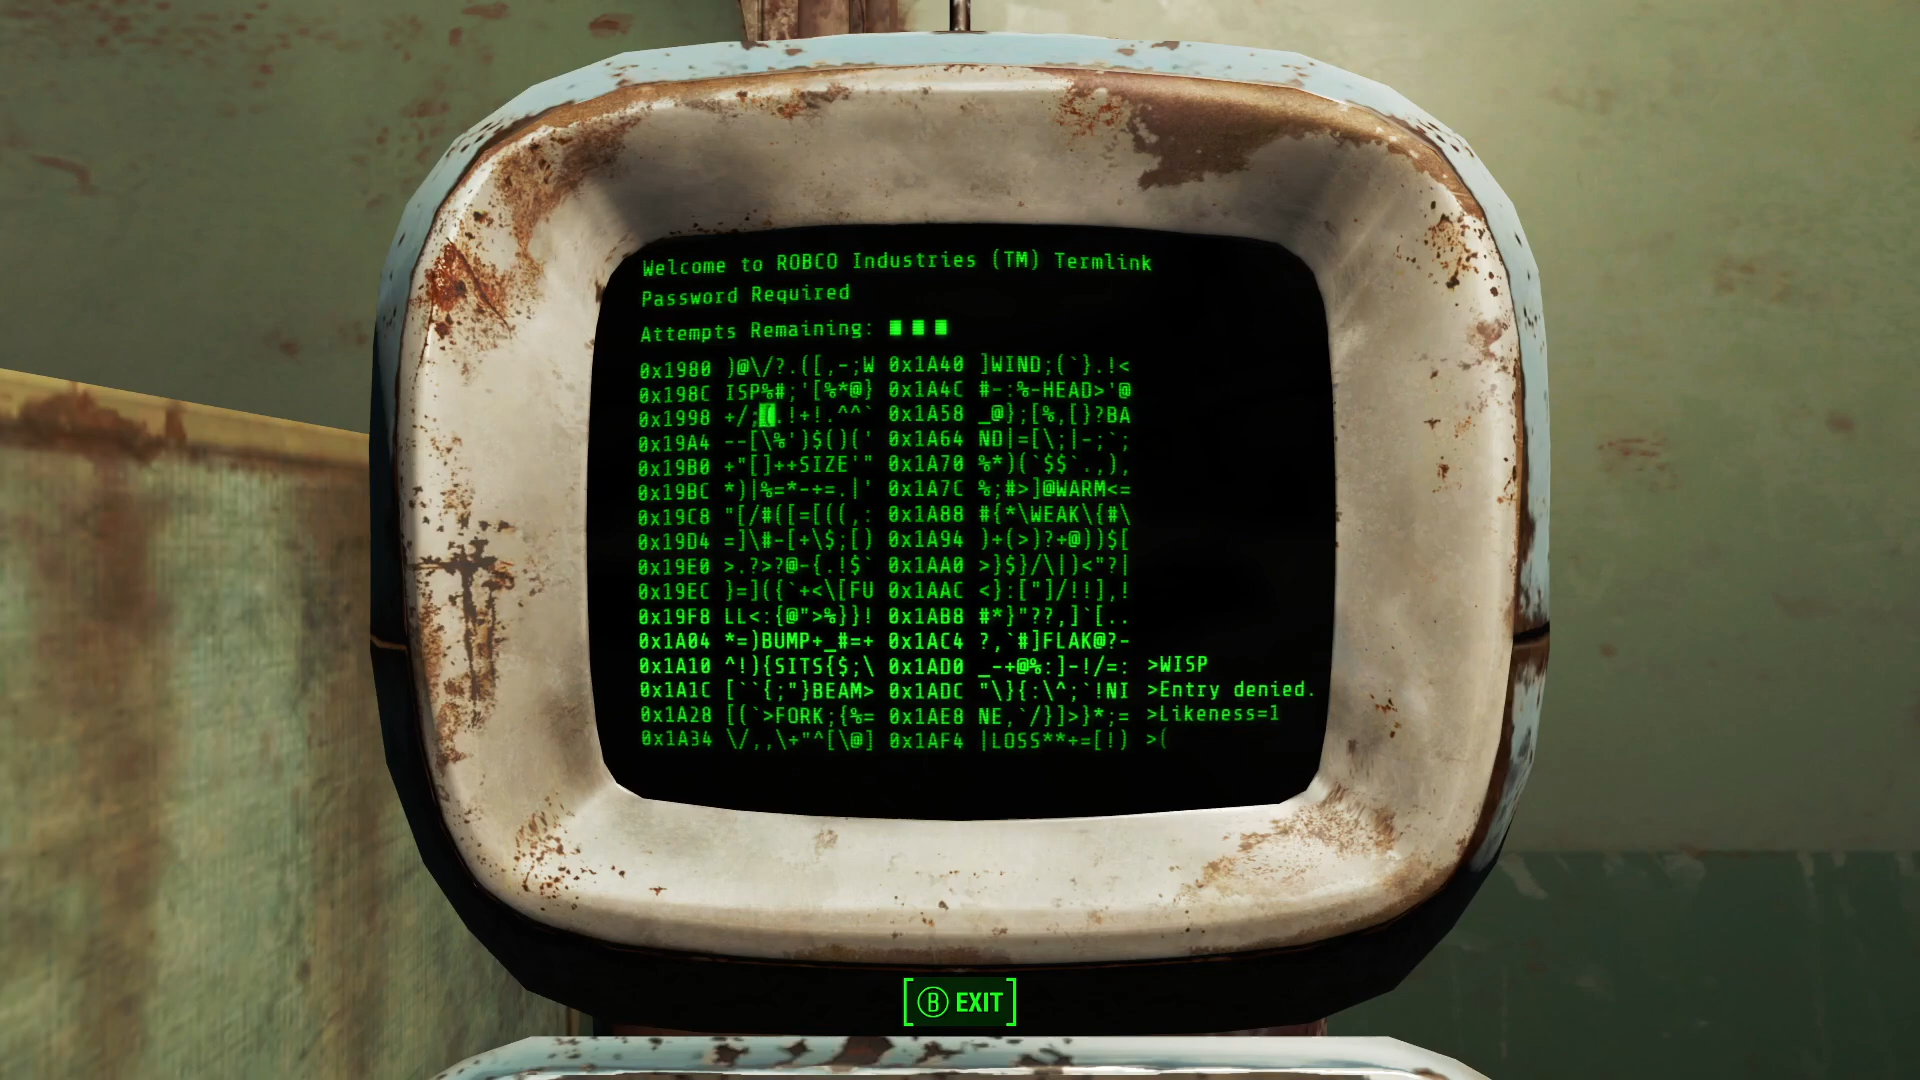 Welcome to ROBCO Industries (TM) Termlink
Password Required
Attempts Remaining: ■ ■ ■
0x1980 )@\/?.([,-;W 0x1A40 ]WIND;(`}.!<
0x198C ISP%#;'[%*@} 0x1A4C #-:%-HEAD>'@
0x1998 +/;(.!+!.^^` 0x1A58 _@};[%,[}?BA
0x19A4 --[\%')$()(' 0x1A64 ND|=[\;|-;`;
0x19B0 +"[]++SIZE'" 0x1A70 %*)(`$$`.,),
0x19BC *)|%=*-+=.|' 0x1A7C %;#>]@WARM<=
0x19C8 "[/#([=[((,: 0x1A88 #{*\WEAK\{#\
0x19D4 =]\#-[+\$;[) 0x1A94 )+(>)?+@))$[
0x19E0 >.?>?@-{.!$` 0x1AA0 >}$}/\|)<"?|
0x19EC }=]({`+<\[FU 0x1AAC <}:["]/!!],!
0x19F8 LL<:{@">%}}! 0x1AB8 #*}"??,]`[..
0x1A04 *=)BUMP+_#=+ 0x1AC4 ?,`#]FLAK@?-
0x1A10 ^!){SITS{$;\ 0x1AD0 _-+@%:]-!/=: >WISP
0x1A1C [``{;"}BEAM> 0x1ADC "\}{:\^;`!NI >Entry denied.
0x1A28 [(`>FORK;{%= 0x1AE8 NE,`/}]>}*;= >Likeness=1
0x1A34 \/,,\+"^[\@] 0x1AF4 |LOSS**+=[!) >(
B EXIT